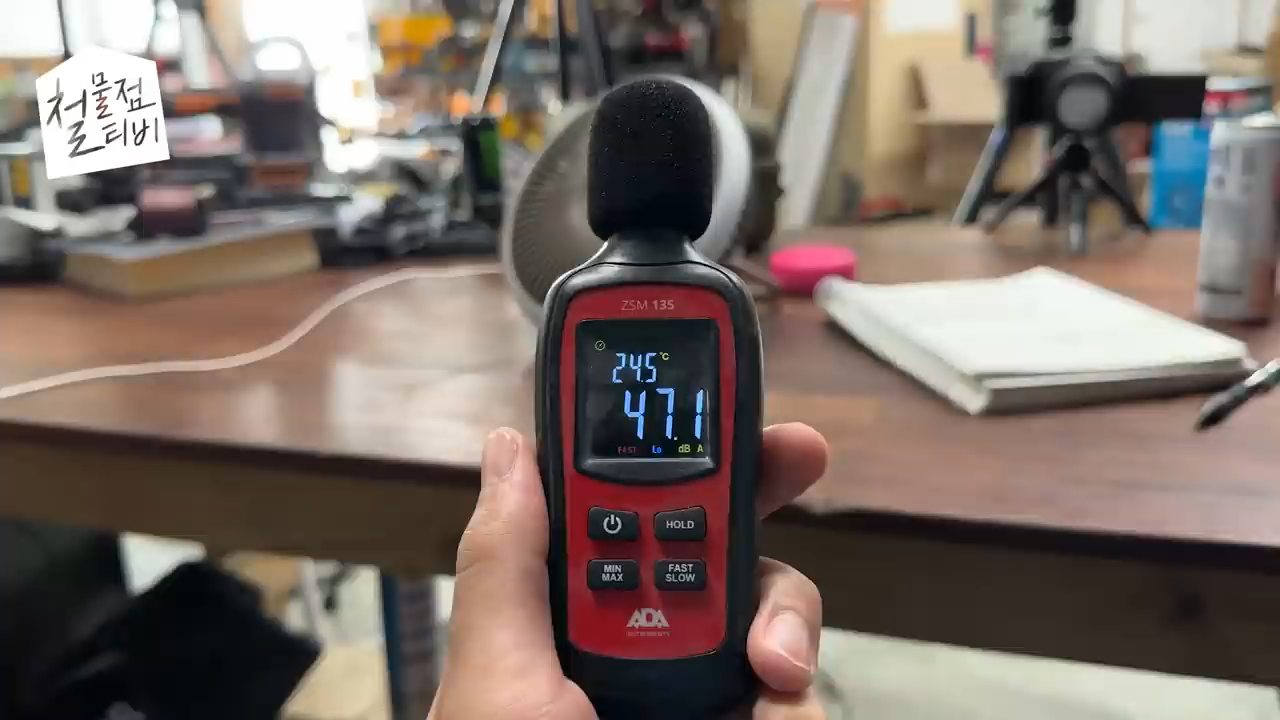 철물점
티비
ZSM 135
24.5 °C
47.1
FAST Lo dB A
HOLD
MIN
MAX
FAST
SLOW
ADA
INSTRUMENTS